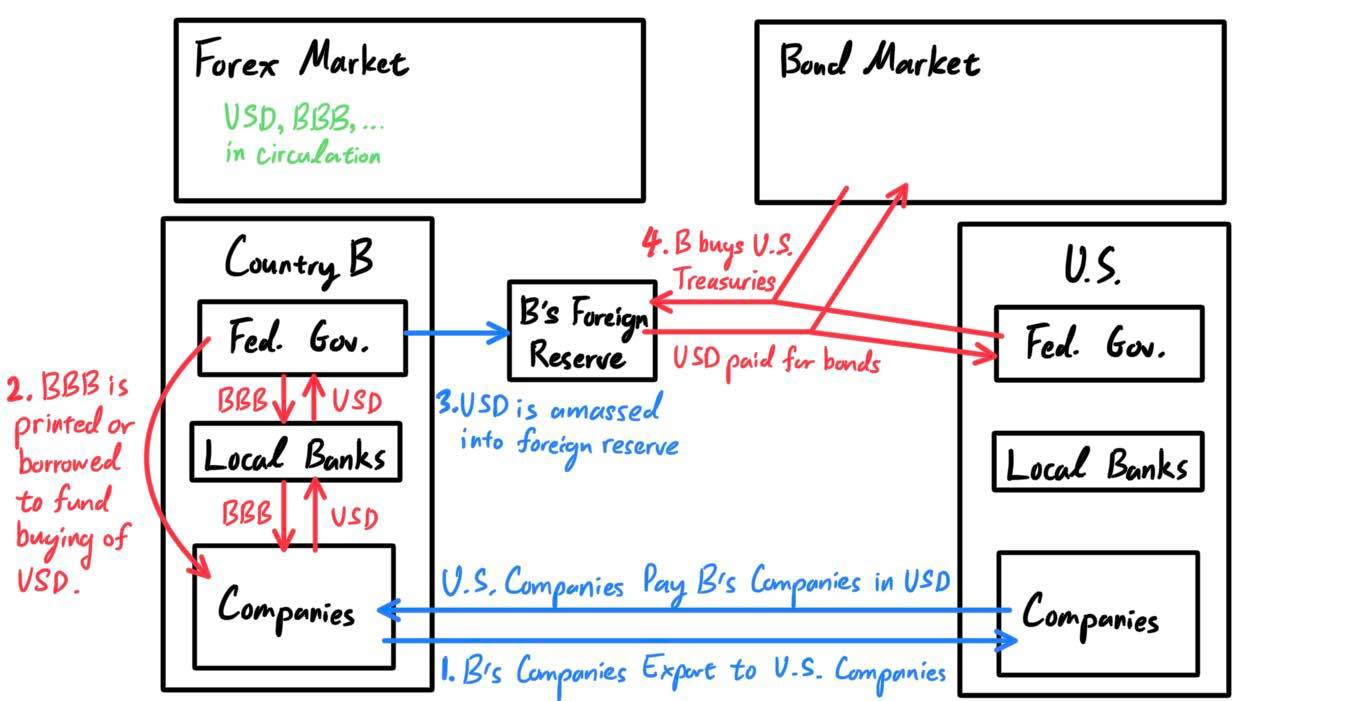 Forex Market
USD, BBB, ...
in circulation
Bond Market
Country B
Fed. Gov.
BBB
USD
Local Banks
BBB
USD
Companies
2. BBB is
printed or
borrowed
to fund
buying of
USD.
B's Foreign
Reserve
3. USD is amassed
into foreign reserve
4. B buys U.S.
Treasuries
USD paid for bonds
U.S.
Fed. Gov.
Local Banks
Companies
U.S. Companies Pay B's Companies in USD
1. B's Companies Export to U.S. Companies